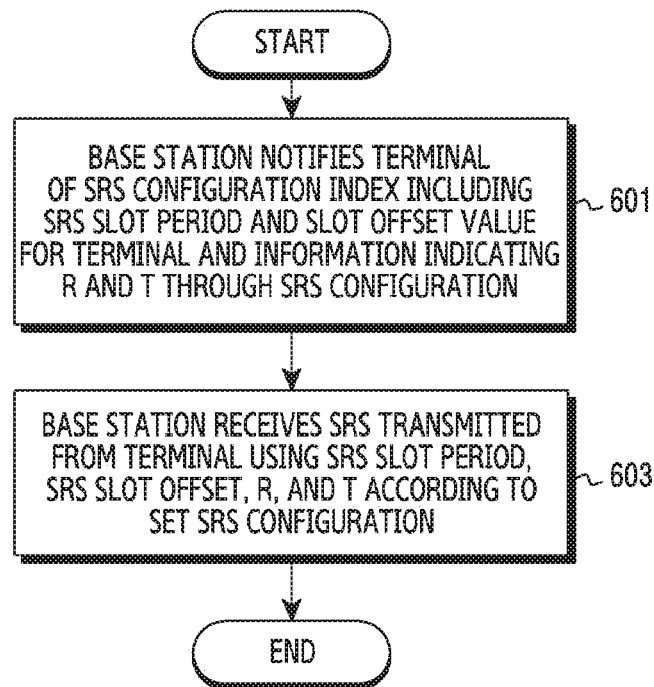 START
BASE STATION NOTIFIES TERMINAL
OF SRS CONFIGURATION INDEX INCLUDING
SRS SLOT PERIOD AND SLOT OFFSET VALUE
FOR TERMINAL AND INFORMATION INDICATING
R AND T THROUGH SRS CONFIGURATION
601
BASE STATION RECEIVES SRS TRANSMITTED
FROM TERMINAL USING SRS SLOT PERIOD,
SRS SLOT OFFSET, R, AND T ACCORDING TO
SET SRS CONFIGURATION
603
END